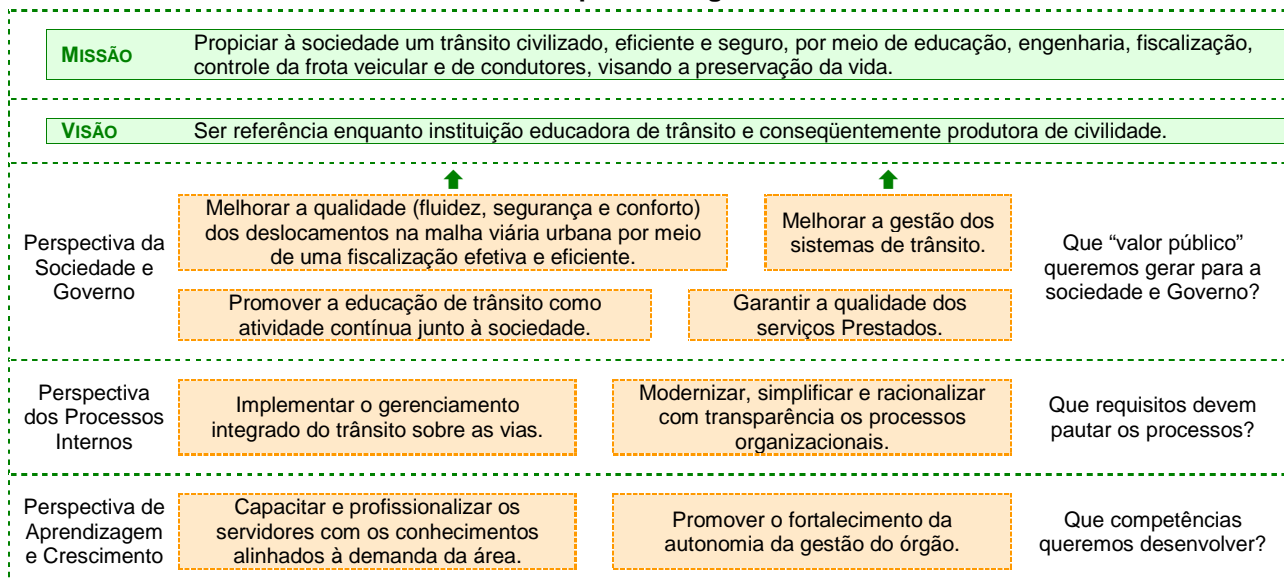 MISSÃO
Propiciar à sociedade um trânsito civilizado, eficiente e seguro, por meio de educação, engenharia, fiscalização,
controle da frota veicular e de condutores, visando a preservação da vida.
VISÃO
Ser referência enquanto instituição educadora de trânsito e conseqüentemente produtora de civilidade.
Perspectiva da
Sociedade e
Governo
Melhorar a qualidade (fluidez, segurança e conforto)
dos deslocamentos na malha viária urbana por meio
de uma fiscalização efetiva e eficiente.
Melhorar a gestão dos
sistemas de trânsito.
Promover a educação de trânsito como
atividade contínua junto à sociedade.
Garantir a qualidade dos
serviços Prestados.
Que “valor público”
queremos gerar para a
sociedade e Governo?
Perspectiva
dos Processos
Internos
Implementar o gerenciamento
integrado do trânsito sobre as vias.
Modernizar, simplificar e racionalizar
com transparência os processos
organizacionais.
Que requisitos devem
pautar os processos?
Perspectiva de
Aprendizagem
e Crescimento
Capacitar e profissionalizar os
servidores com os conhecimentos
alinhados à demanda da área.
Promover o fortalecimento da
autonomia da gestão do órgão.
Que competências
queremos desenvolver?